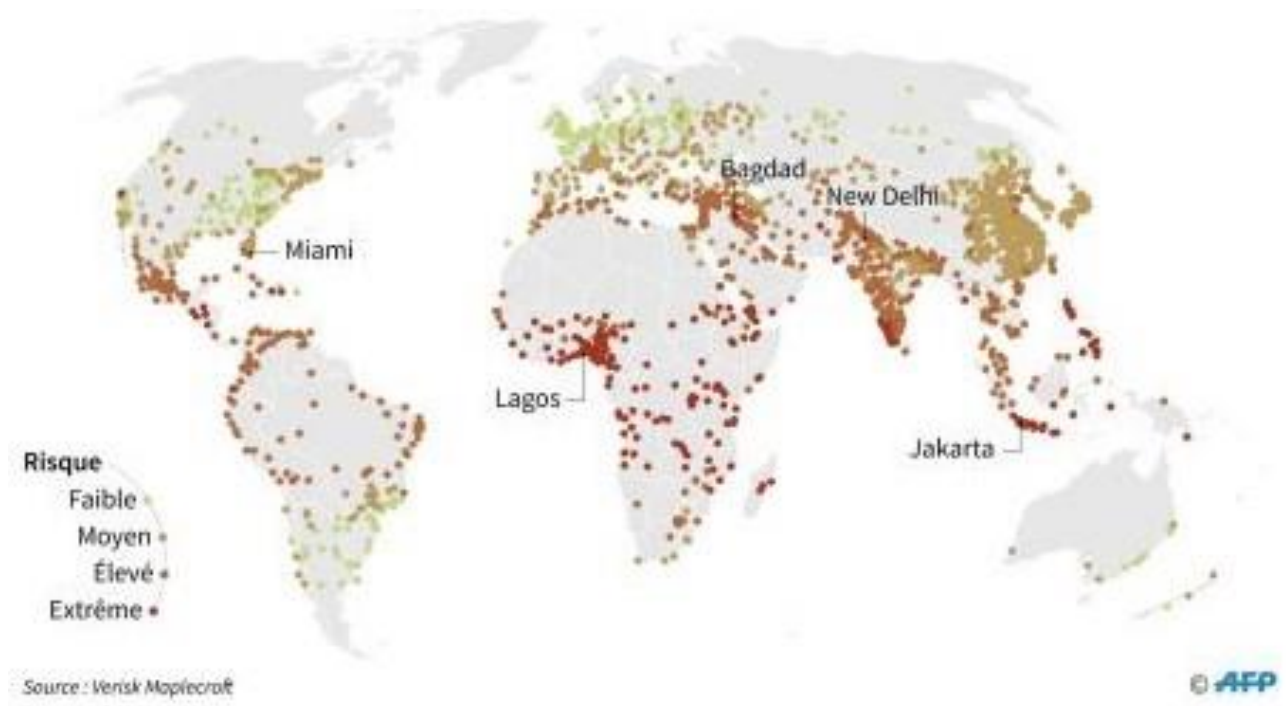 Bagdad
New Delhi
Miami
Lagos
Jakarta
Risque
Faible
Moyen
Élevé
Extrême
Source : Verisk Maplecroft
© AFP